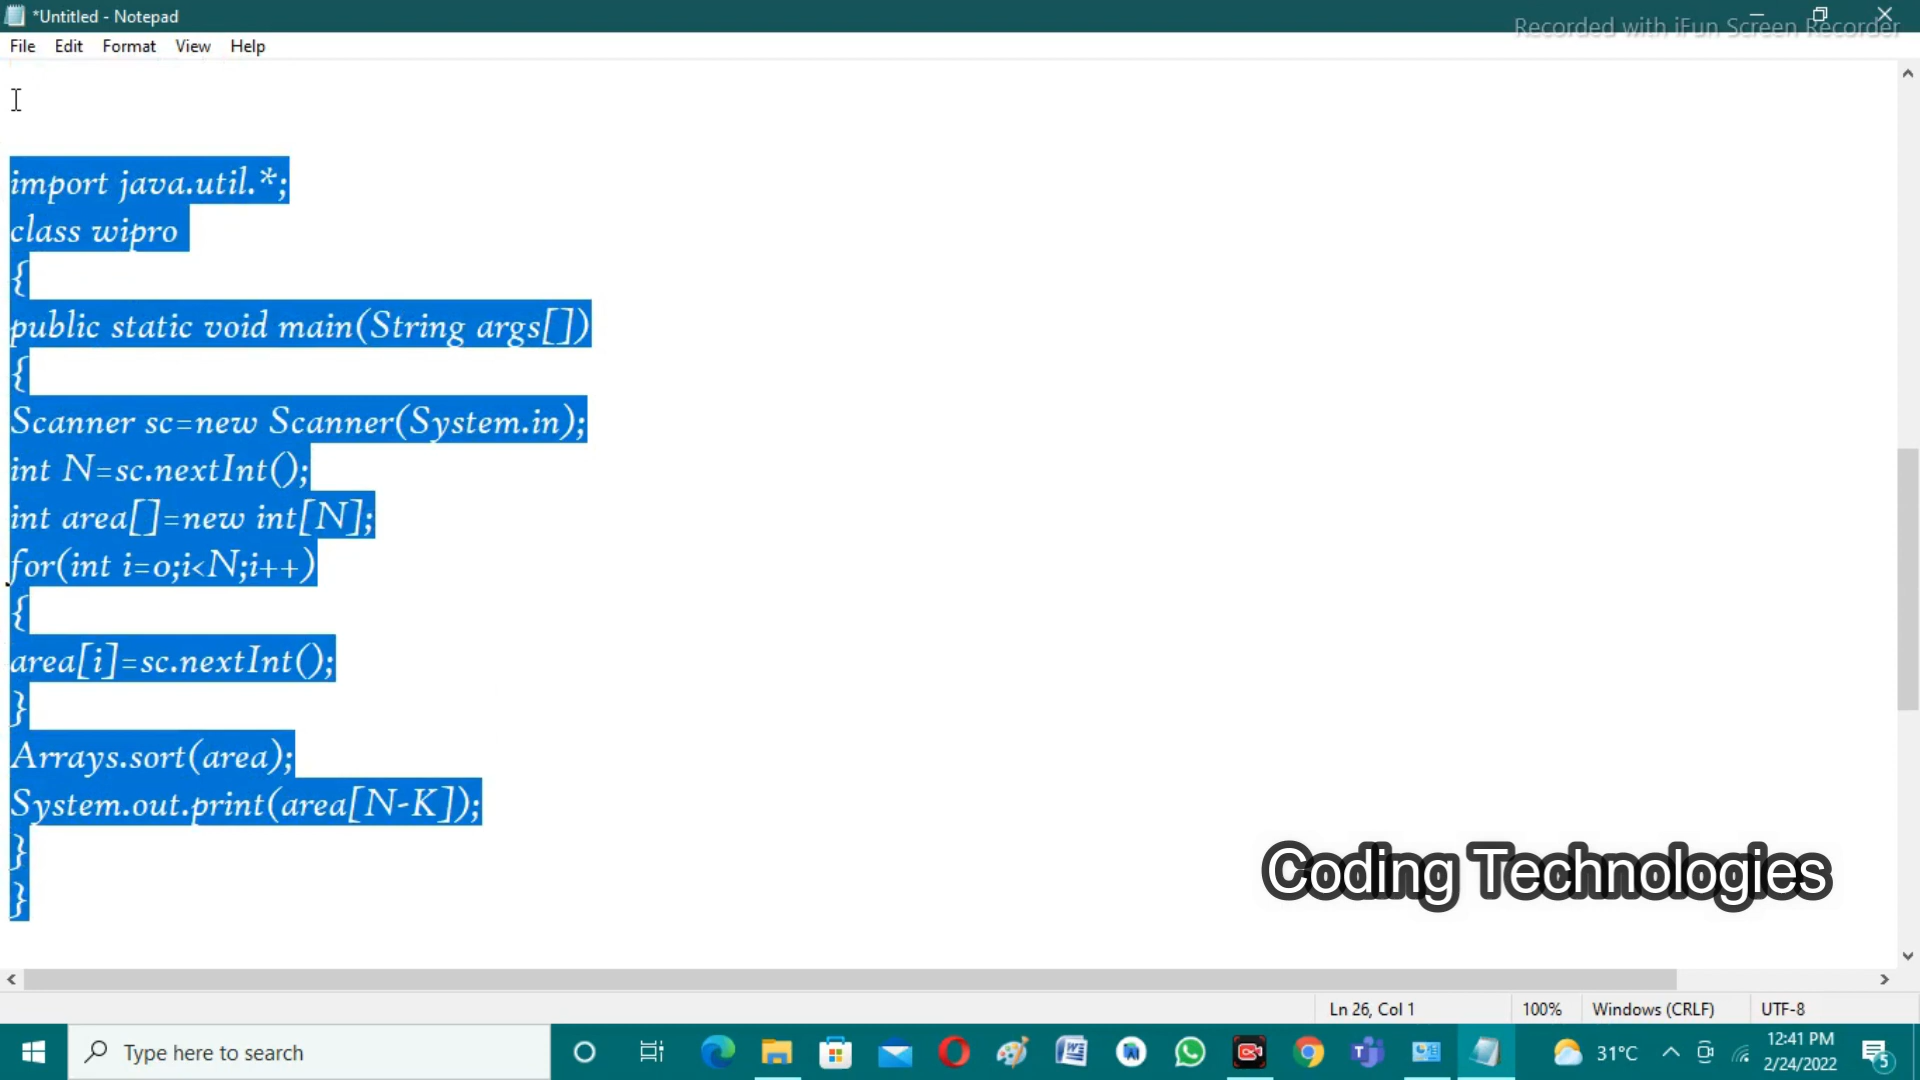 *Untitled - Notepad
Recorded with iFun Screen Recorder
File Edit Format View Help
import java.util.*;
class wipro
{
public static void main(String args[])
{
Scanner sc=new Scanner(System.in);
int N=sc.nextInt();
int area[]=new int[N];
for(int i=0;i<N;i++)
{
area[i]=sc.nextInt();
}
Arrays.sort(area);
System.out.print(area[N-K]);
}
}
Coding Technologies
Ln 26, Col 1 100% Windows (CRLF) UTF-8
Type here to search 31°C 12:41 PM
2/24/2022 5